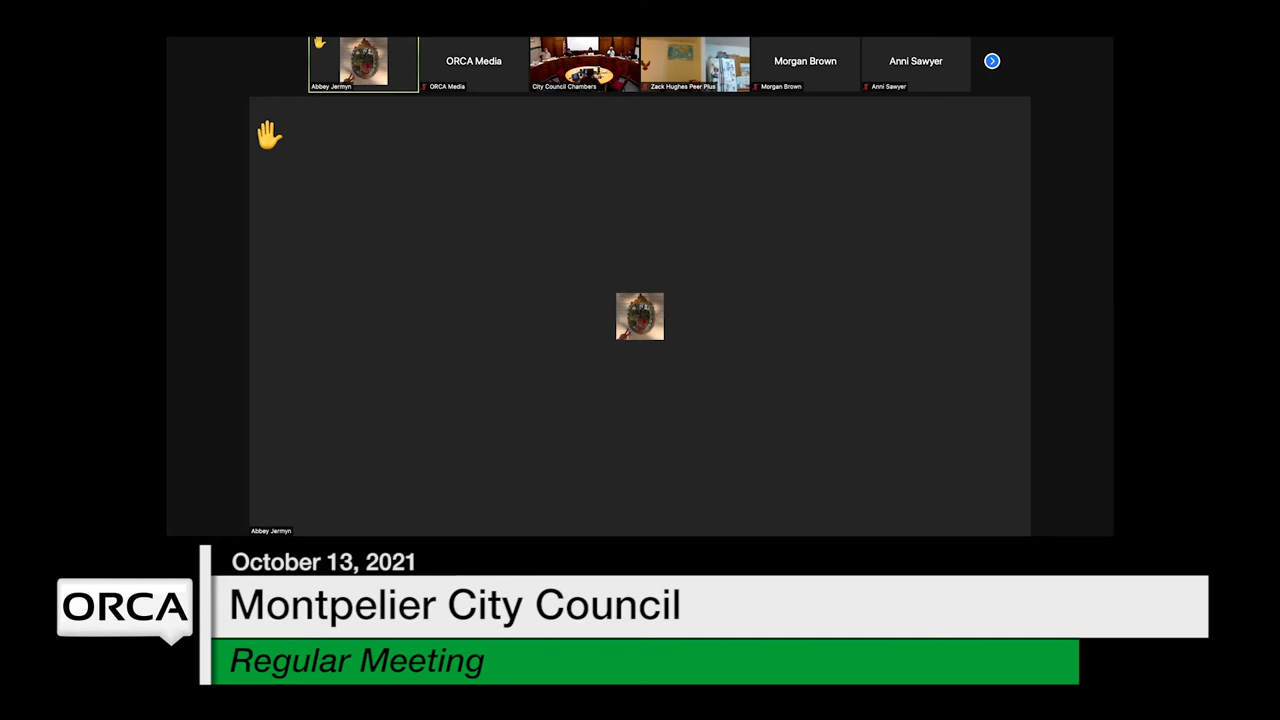 ORCA Media
Morgan Brown
Anni Sawyer
Abbey Jermyn
ORCA Media
City Council Chambers
Zack Hughes Peer Plus
Morgan Brown
Anni Sawyer
Abbey Jermyn
October 13, 2021
ORCA
Montpelier City Council
Regular Meeting